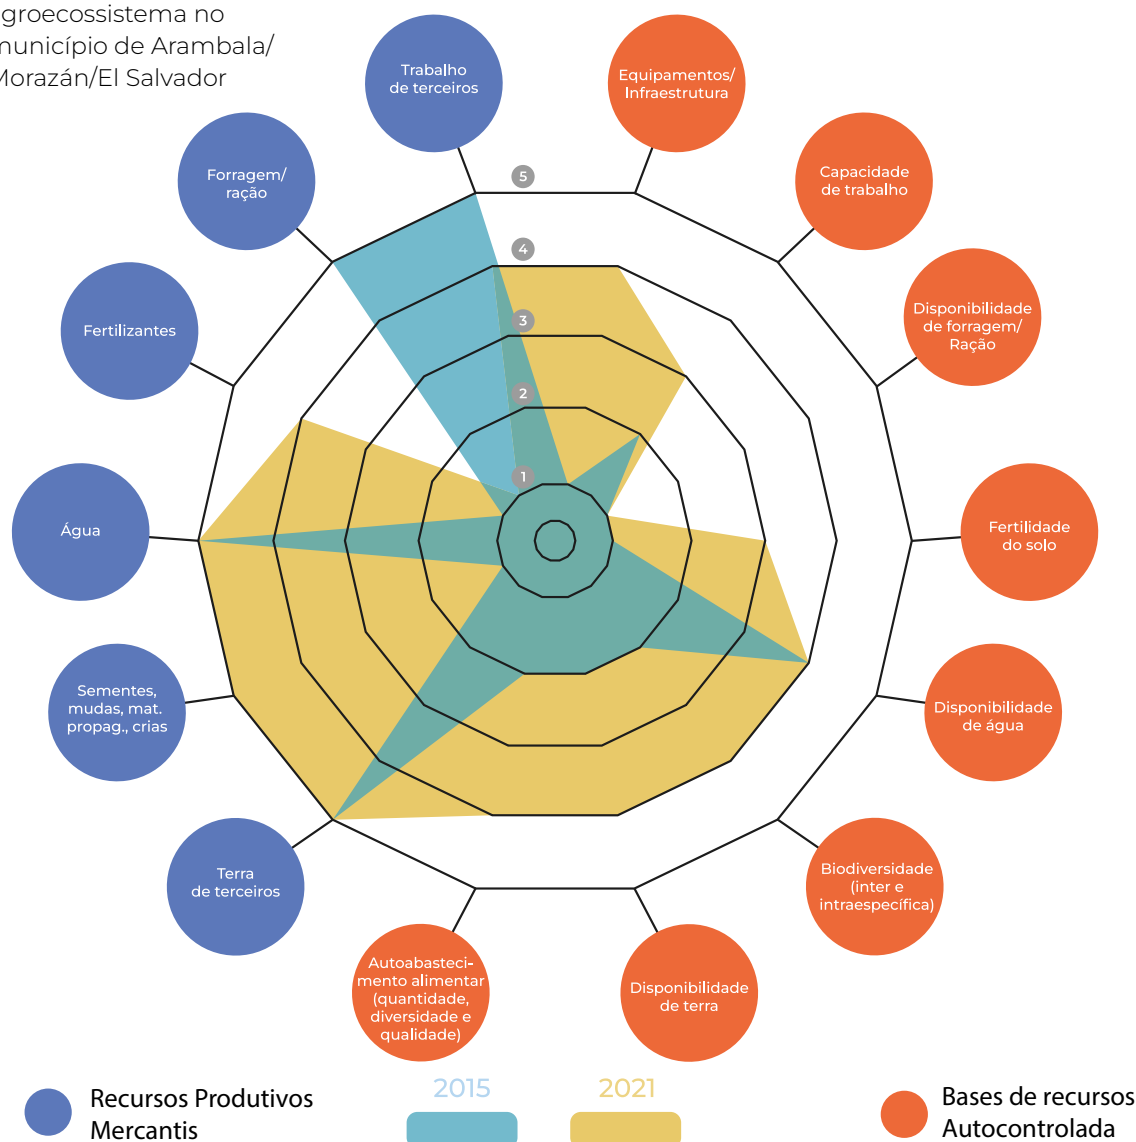 groecossistema no
município de Arambala/
Morazán/El Salvador
Trabalho
de terceiros
Equipamentos/
Infraestrutura
Forragem/
ração
Capacidade
de trabalho
Fertilizantes
Disponibilidade
de forragem/
Ração
Água
Fertilidade
do solo
Sementes,
mudas, mat.
propag., crias
Disponibilidade
de água
Terra
de terceiros
Biodiversidade
(inter e
intraespecífica)
Autoabasteci-
mento alimentar
(quantidade,
diversidade e
qualidade)
Disponibilidade
de terra
5
4
3
2
1
Recursos Produtivos
Mercantis
2015
2021
Bases de recursos
Autocontrolada